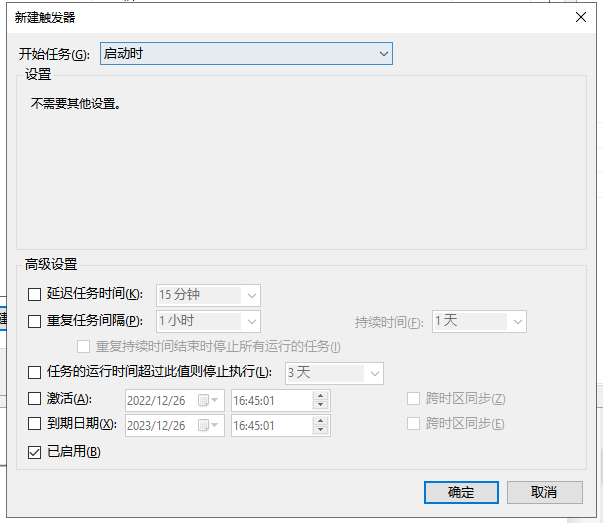 新建触发器
开始任务(G): 启动时
设置
不需要其他设置。
高级设置
延迟任务时间(K): 15 分钟
重复任务间隔(P): 1 小时 持续时间(F): 1 天
重复持续时间结束时停止所有运行的任务(I)
任务的运行时间超过此值则停止执行(L): 3 天
激活(A): 2022/12/26 16:45:01 跨时区同步(Z)
到期日期(X): 2023/12/26 16:45:01 跨时区同步(E)
已启用(B)
确定 取消